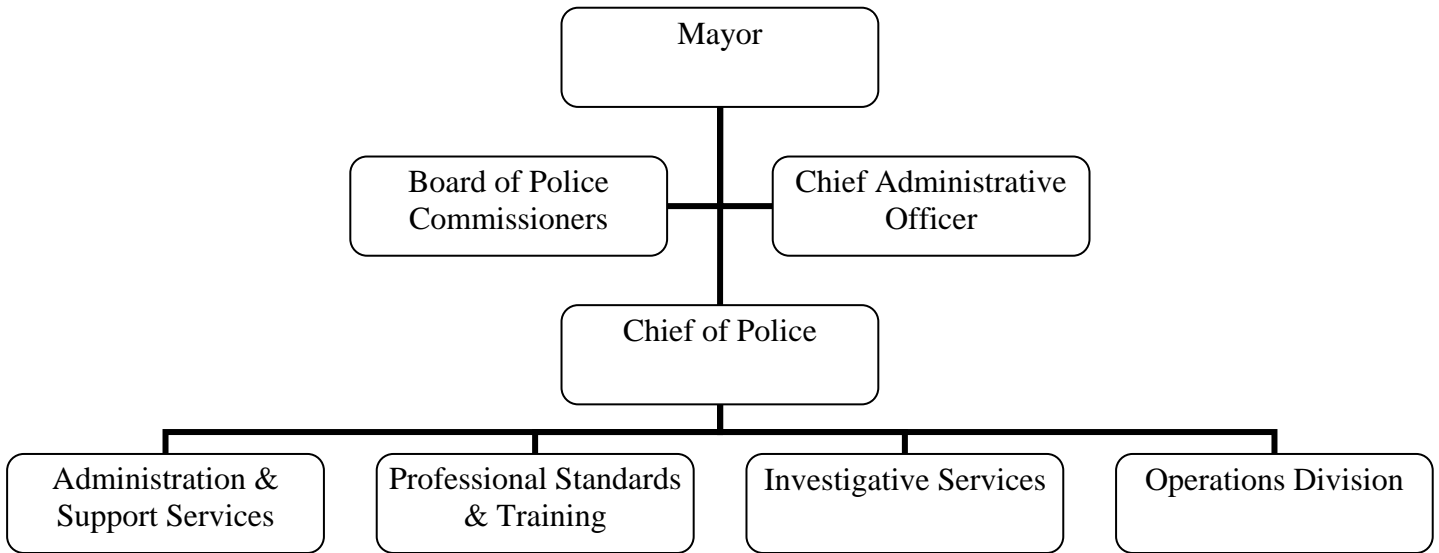 Mayor
Board of Police
Commissioners
Chief Administrative
Officer
Chief of Police
Administration &
Support Services
Professional Standards
& Training
Investigative Services
Operations Division